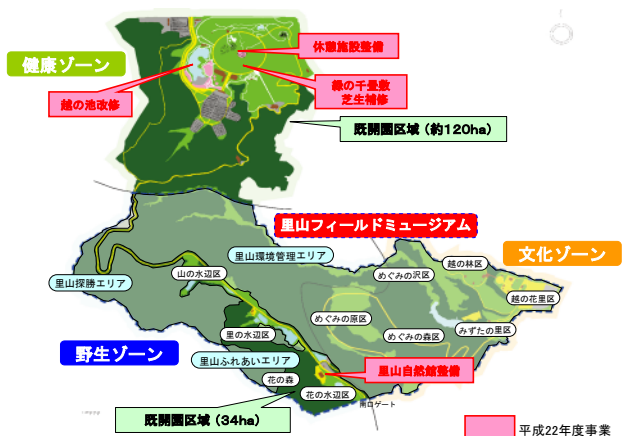 休憩施設整備
健康ゾーン
緑の千畳敷
芝生補修
越の池改修
既開園区域（約120ha）
里山フィールドミュージアム
文化ゾーン
里山環境管理エリア
越の林区
山の水辺区
めぐみの沢区
里山探勝エリア
越の花里区
めぐみの原区
みずたの里区
里の水辺区
めぐみの森区
野生ゾーン
里山ふれあいエリア
里山自然館整備
花の森
花の水辺区
南口ゲート
既開園区域（34ha）
平成22年度事業